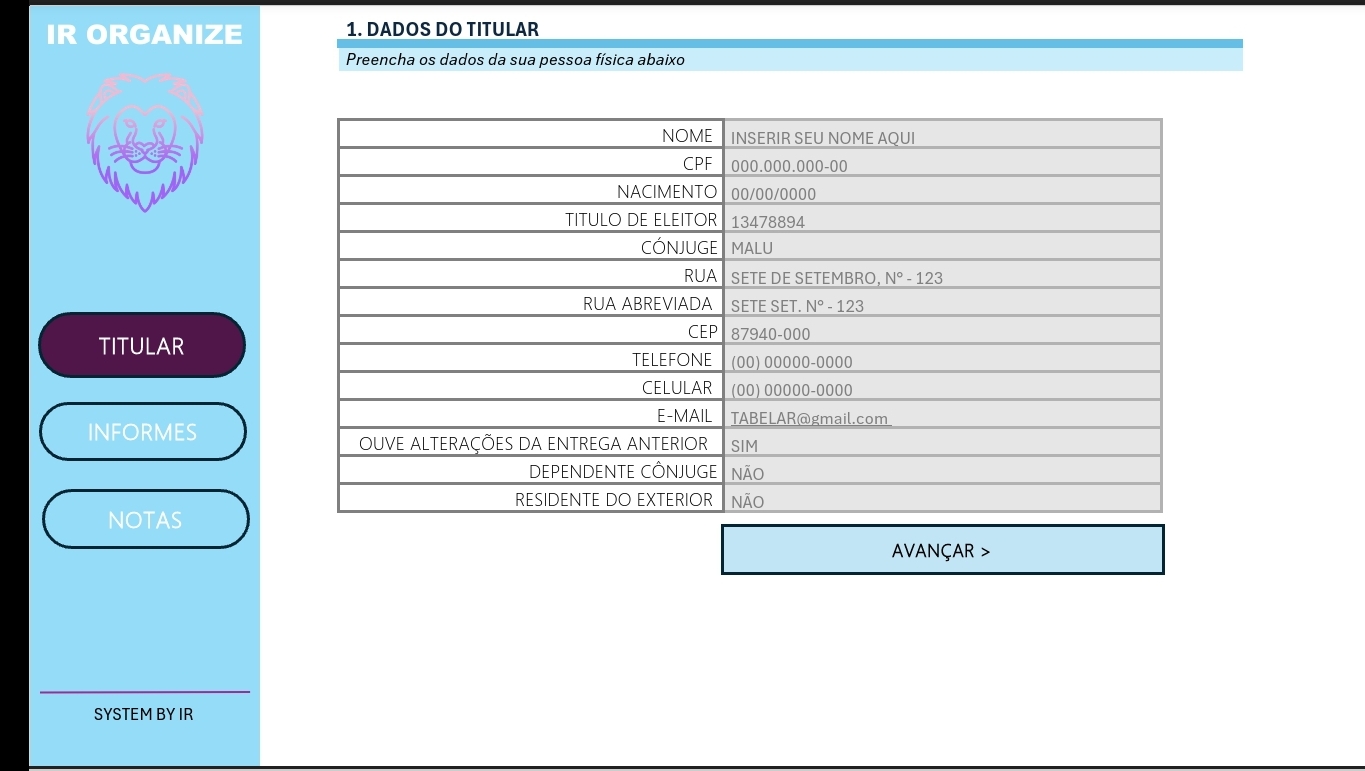 IR ORGANIZE
TITULAR
INFORMES
NOTAS
SYSTEM BY IR
1. DADOS DO TITULAR
Preencha os dados da sua pessoa física abaixo
NOME INSERIR SEU NOME AQUI
CPF 000.000.000-00
NACIMENTO 00/00/0000
TITULO DE ELEITOR 13478894
CÓNJUGE MALU
RUA SETE DE SETEMBRO, Nº - 123
RUA ABREVIADA SETE SET. Nº - 123
CEP 87940-000
TELEFONE (00) 00000-0000
CELULAR (00) 00000-0000
E-MAIL TABELAR@gmail.com
OUVE ALTERAÇÕES DA ENTREGA ANTERIOR SIM
DEPENDENTE CÔNJUGE NÃO
RESIDENTE DO EXTERIOR NÃO
AVANÇAR >